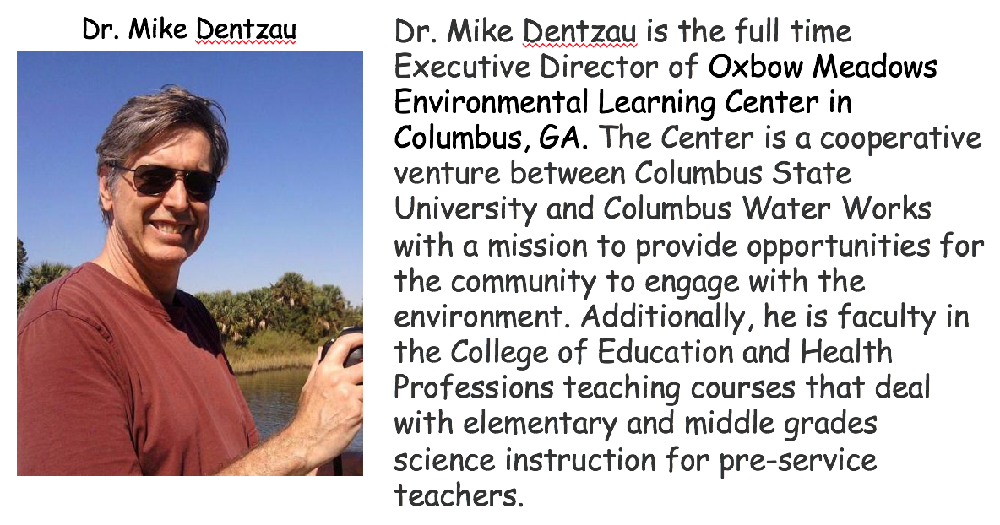 Dr. Mike Dentzau
Dr. Mike Dentzau is the full time
Executive Director of Oxbow Meadows
Environmental Learning Center in
Columbus, GA. The Center is a cooperative
venture between Columbus State
University and Columbus Water Works
with a mission to provide opportunities for
the community to engage with the
environment. Additionally, he is faculty in
the College of Education and Health
Professions teaching courses that deal
with elementary and middle grades
science instruction for pre-service
teachers.